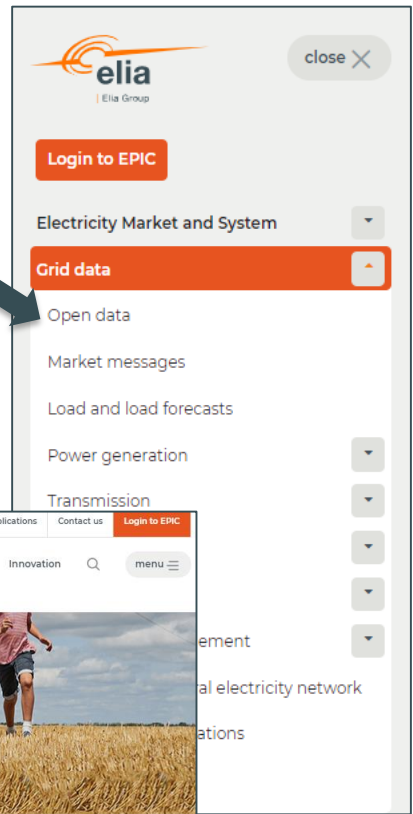 elia
Elia Group
close
Login to EPIC
Electricity Market and System
Grid data
Open data
Market messages
Load and load forecasts
Power generation
Transmission
plications Contact us Login to EPIC
Innovation menu
ement
al electricity network
ations